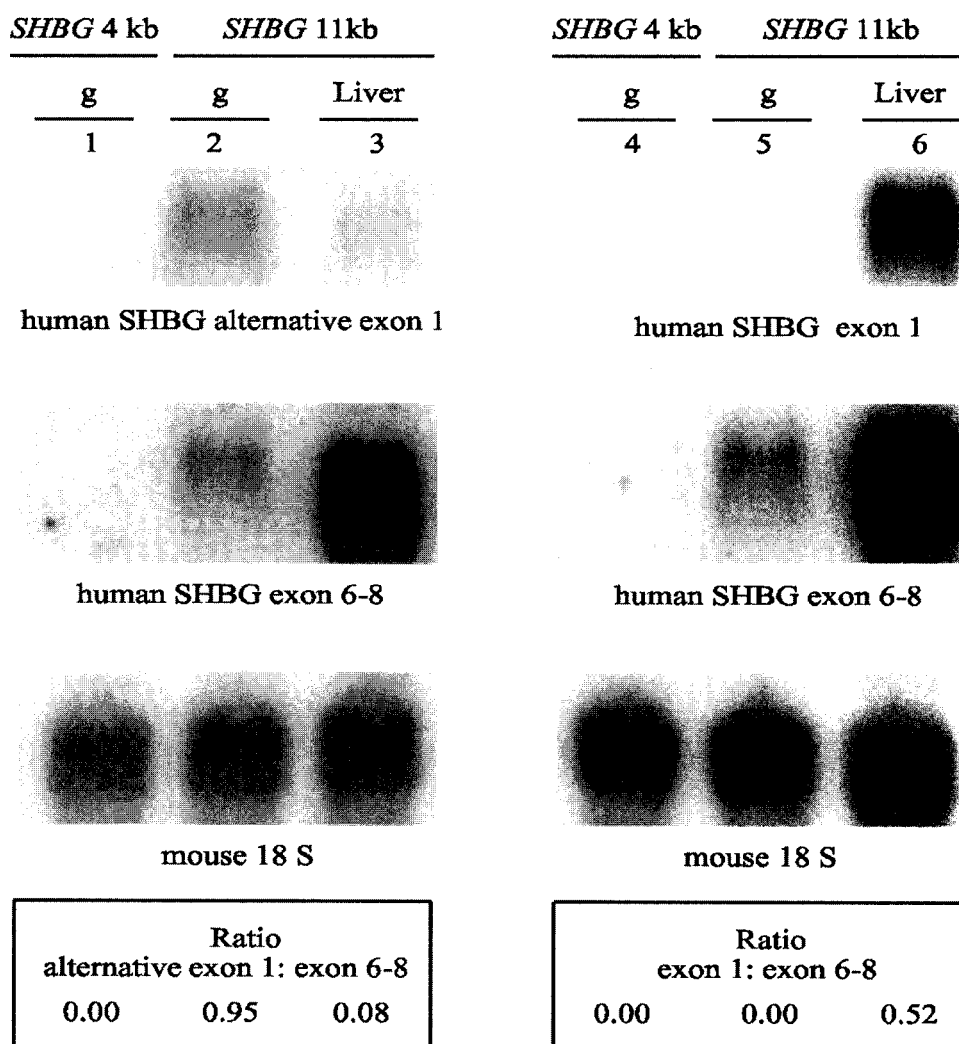 SHBG 4 kb SHBG 11kb
g g Liver
1 2 3
human SHBG alternative exon 1
human SHBG exon 6-8
mouse 18 S
Ratio
alternative exon 1: exon 6-8
0.00 0.95 0.08
SHBG 4 kb SHBG 11kb
g g Liver
4 5 6
human SHBG exon 1
human SHBG exon 6-8
mouse 18 S
Ratio
exon 1: exon 6-8
0.00 0.00 0.52